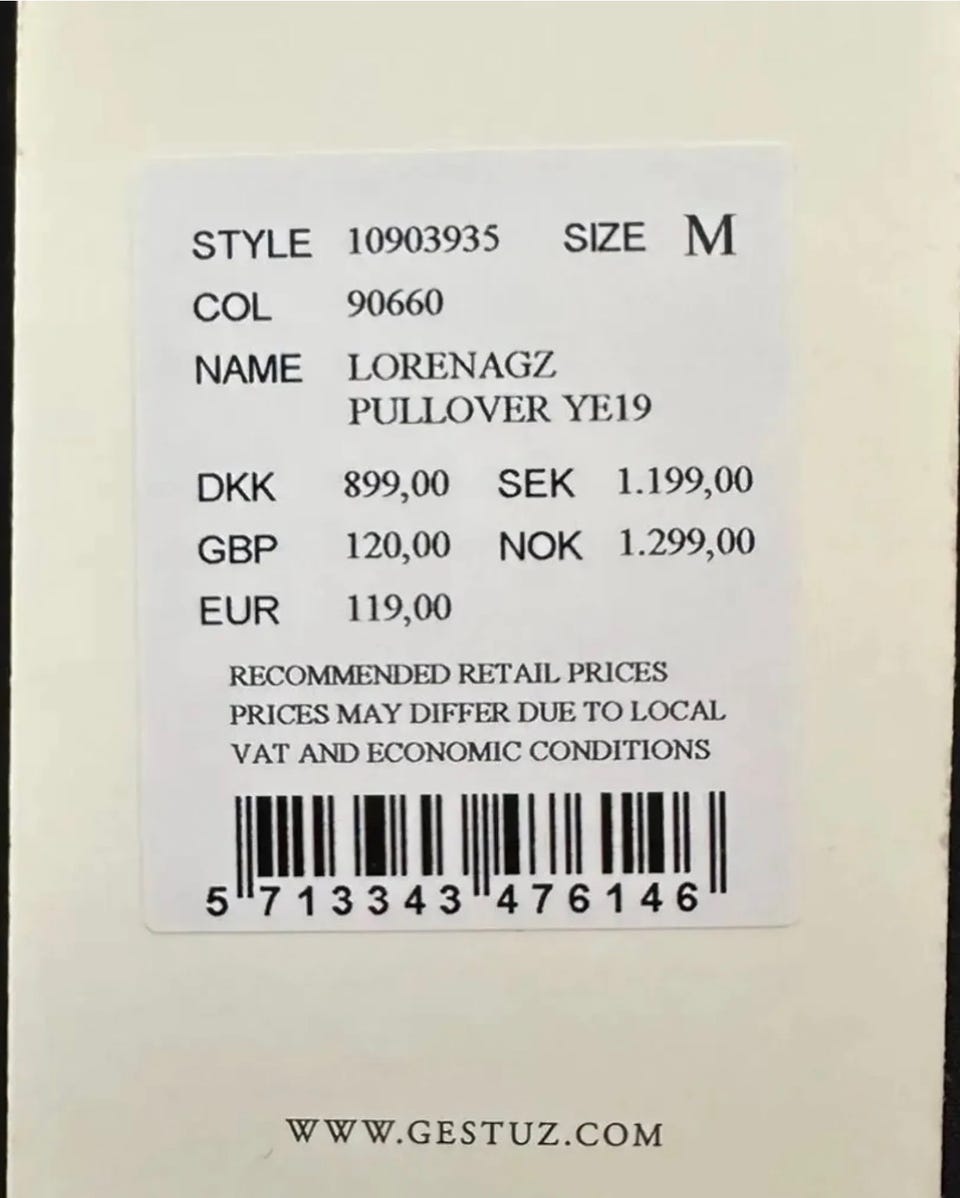 STYLE 10903935 SIZE M
COL 90660
NAME LORENAGZ
PULLOVER YE19
DKK 899,00 SEK 1.199,00
GBP 120,00 NOK 1.299,00
EUR 119,00
RECOMMENDED RETAIL PRICES
PRICES MAY DIFFER DUE TO LOCAL
VAT AND ECONOMIC CONDITIONS
5 713343 476146
WWW.GESTUZ.COM